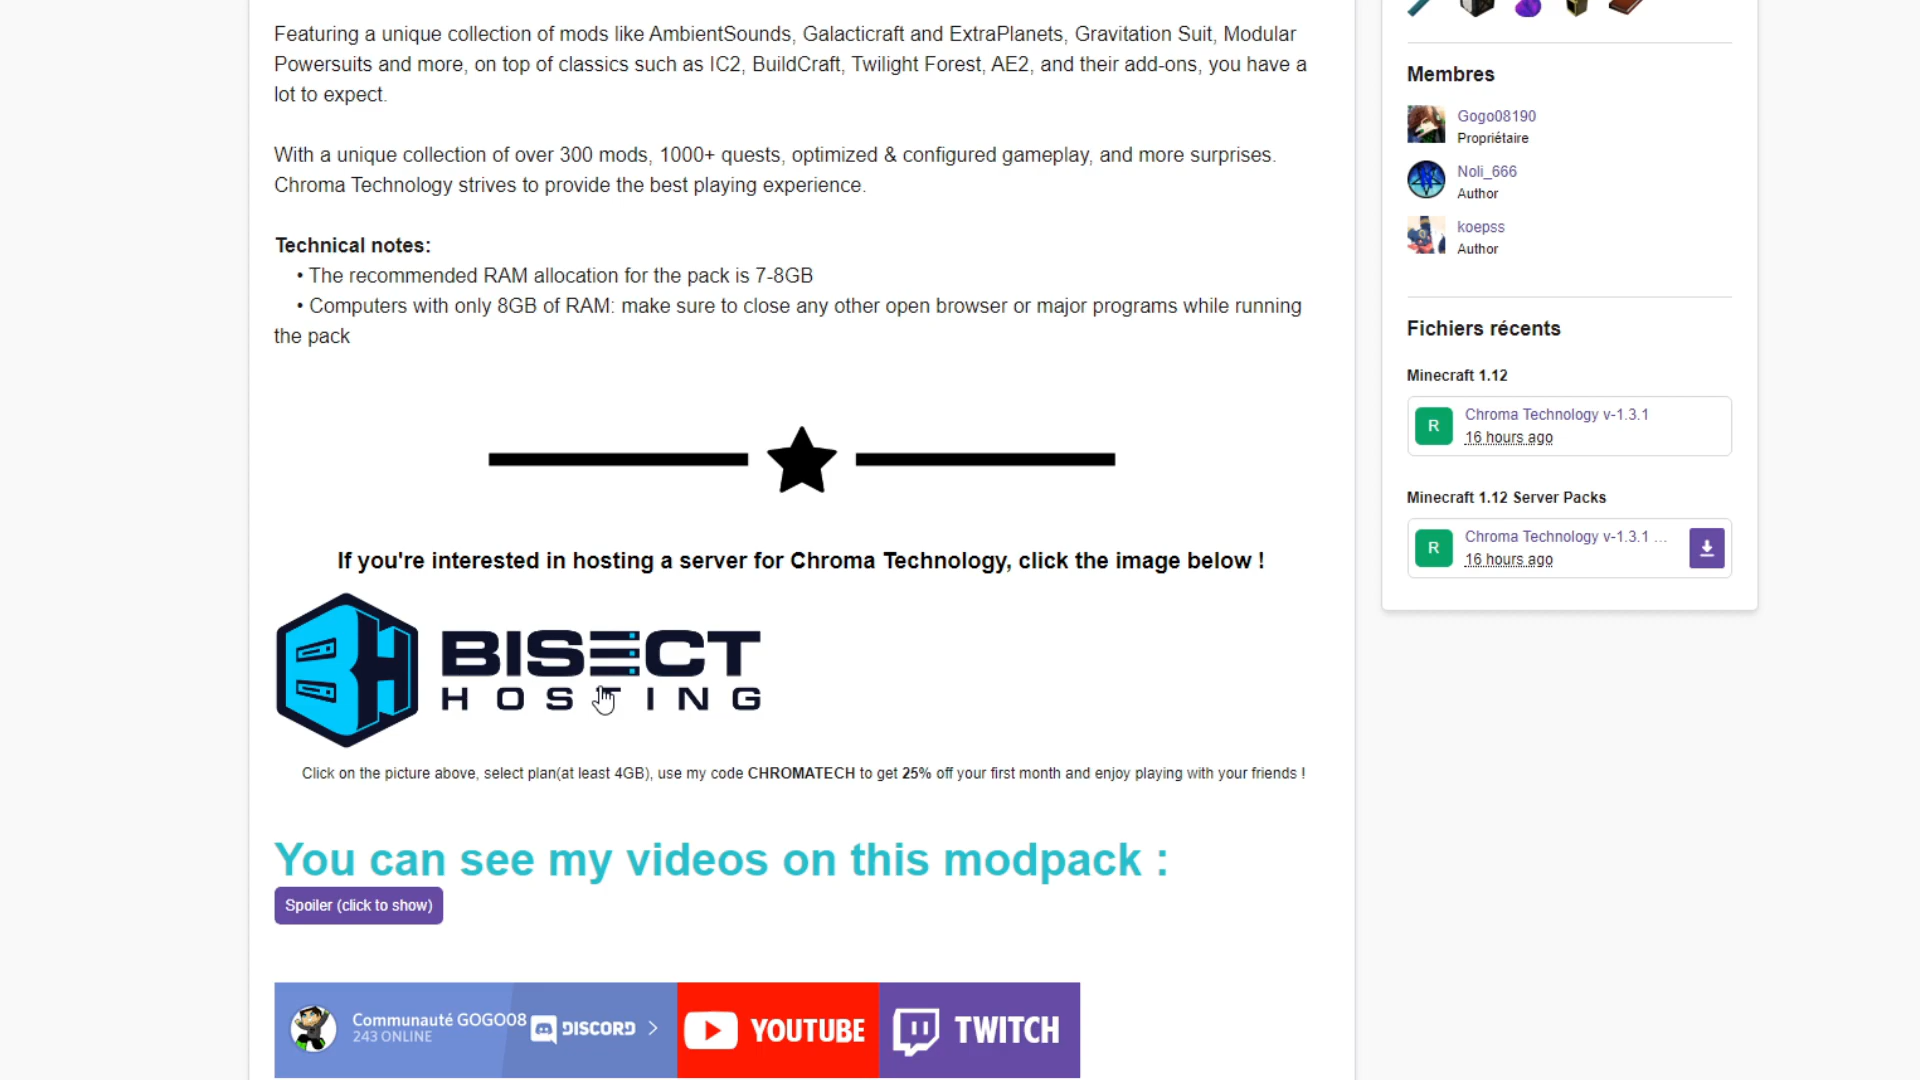 Featuring a unique collection of mods like AmbientSounds, Galacticraft and ExtraPlanets, Gravitation Suit, Modular
Powersuits and more, on top of classics such as IC2, BuildCraft, Twilight Forest, AE2, and their add-ons, you have a
lot to expect.
With a unique collection of over 300 mods, 1000+ quests, optimized & configured gameplay, and more surprises.
Chroma Technology strives to provide the best playing experience.
Technical notes:
• The recommended RAM allocation for the pack is 7-8GB
• Computers with only 8GB of RAM: make sure to close any other open browser or major programs while running
the pack
If you're interested in hosting a server for Chroma Technology, click the image below !
BH
BISECT
HOSTING
Click on the picture above, select plan(at least 4GB), use my code CHROMATECH to get 25% off your first month and enjoy playing with your friends !
You can see my videos on this modpack :
Spoiler (click to show)
Communauté GOGO08
243 ONLINE
DISCORD >
YOUTUBE
TWITCH
Membres
Gogo08190
Propriétaire
Noli_666
Author
koepss
Author
Fichiers récents
Minecraft 1.12
R
Chroma Technology v-1.3.1
16 hours ago
Minecraft 1.12 Server Packs
R
Chroma Technology v-1.3.1 ...
16 hours ago